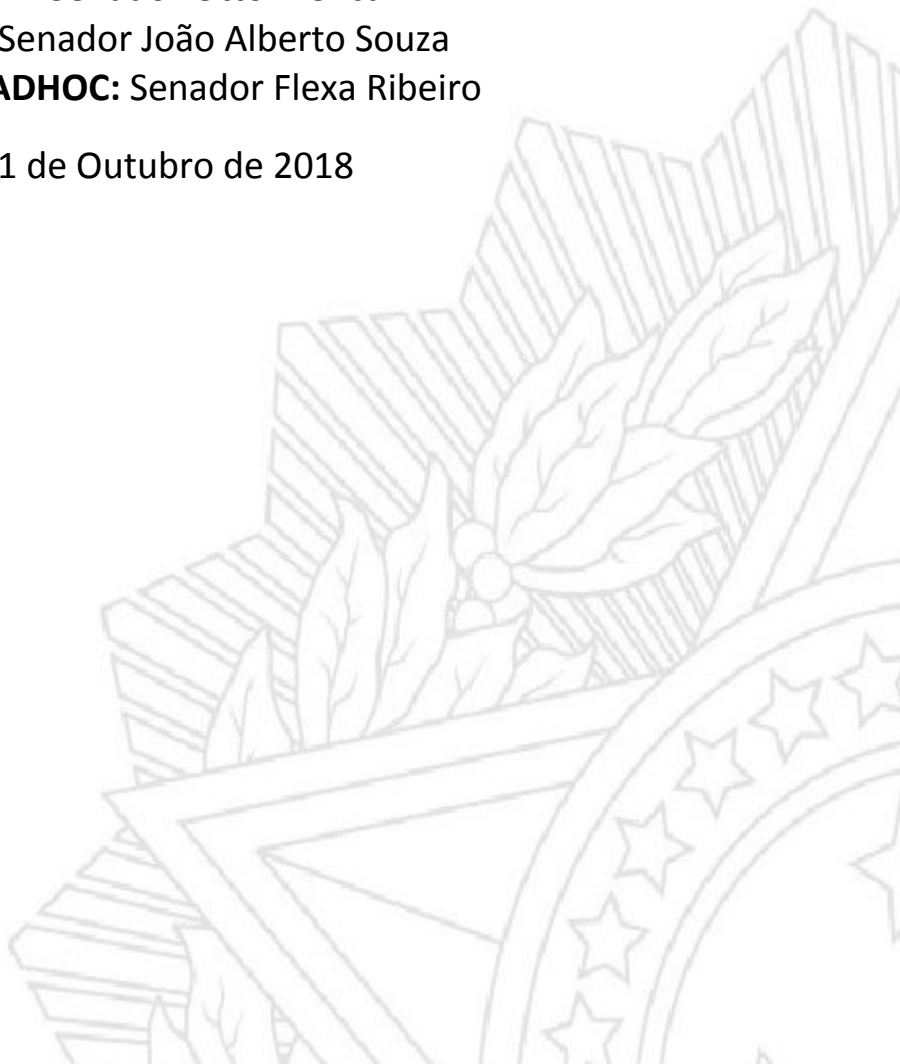 Senador João Alberto Souza
ADHOC: Senador Flexa Ribeiro
1 de Outubro de 2018